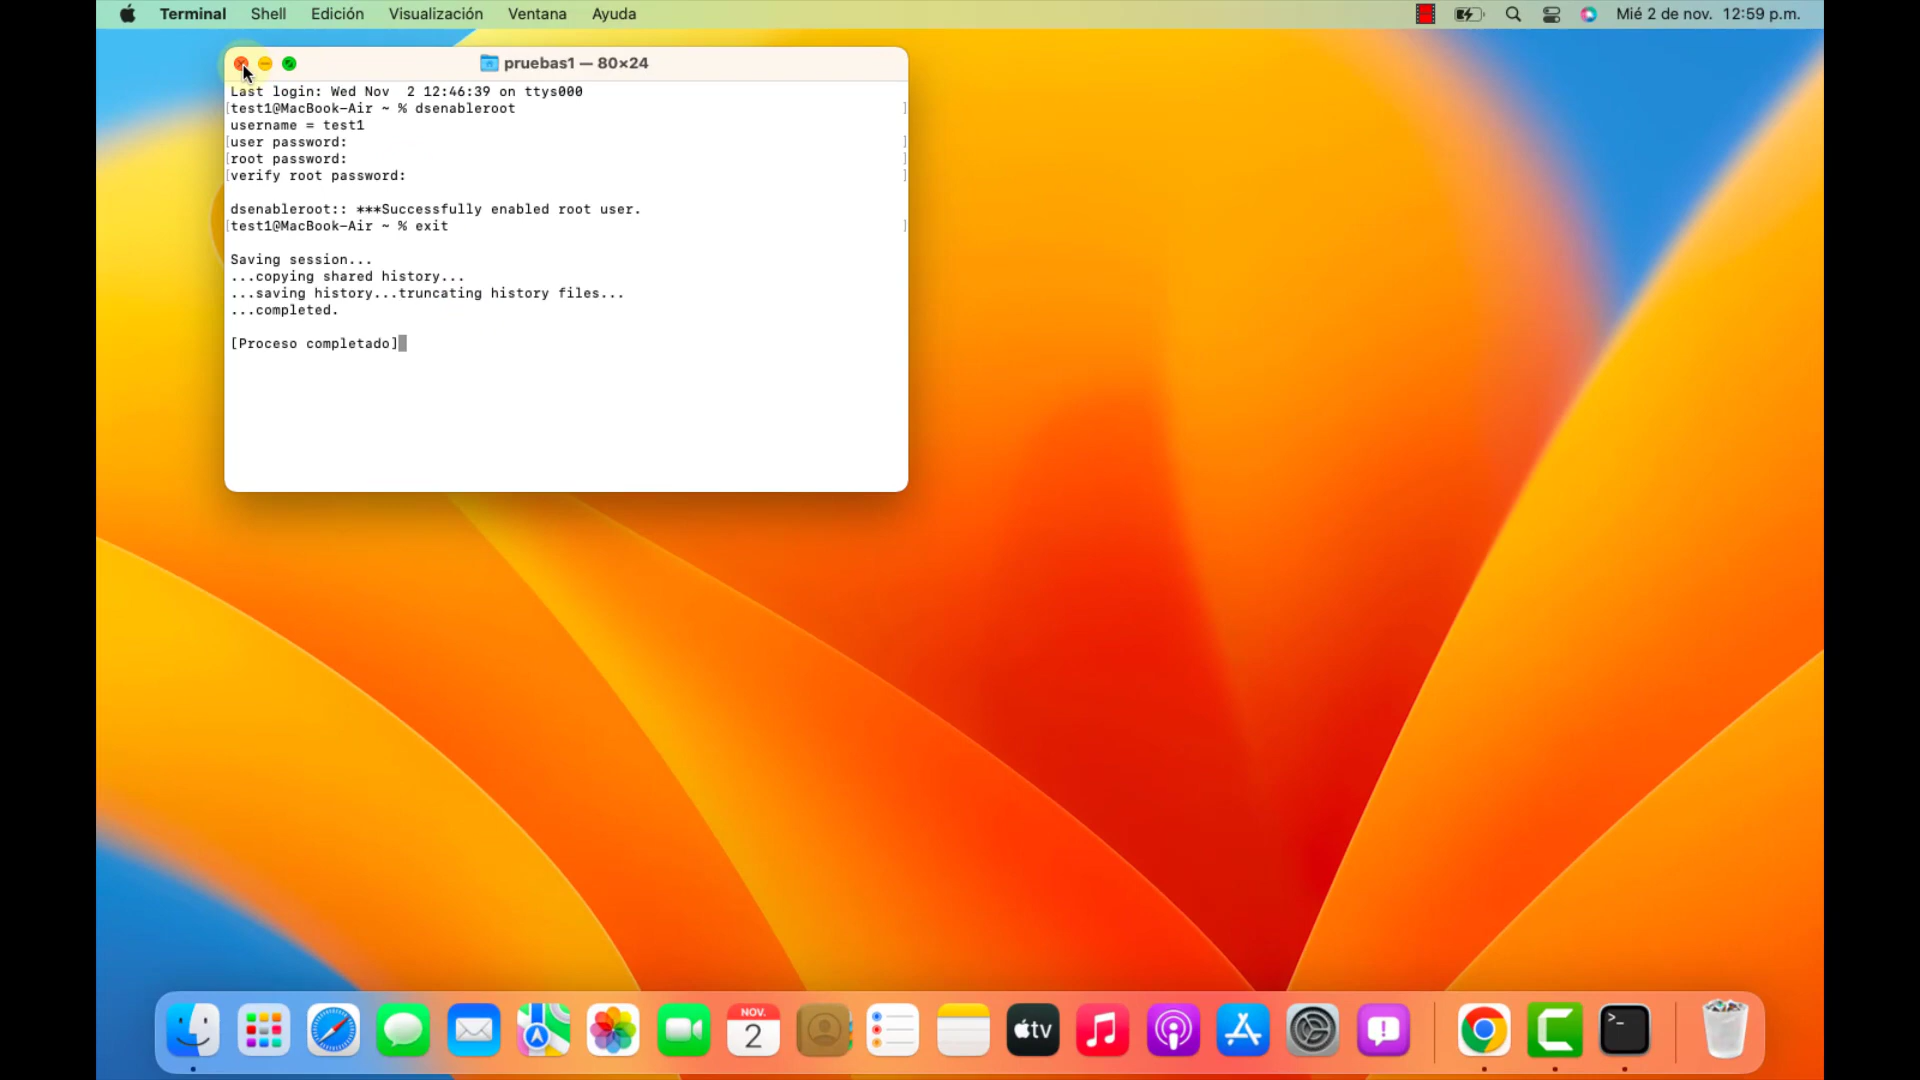 Terminal Shell Edición Visualización Ventana Ayuda Mié 2 de nov. 12:59 p.m.
pruebas1 — 80×24
Last login: Wed Nov  2 12:46:39 on ttys000
[test1@MacBook-Air ~ % dsenableroot ]
username = test1
[user password: ]
[root password: ]
[verify root password: ]
dsenableroot:: ***Successfully enabled root user.
[test1@MacBook-Air ~ % exit ]
Saving session...
...copying shared history...
...saving history...truncating history files...
...completed.
[Proceso completado]
NOV.
2
tv
>_